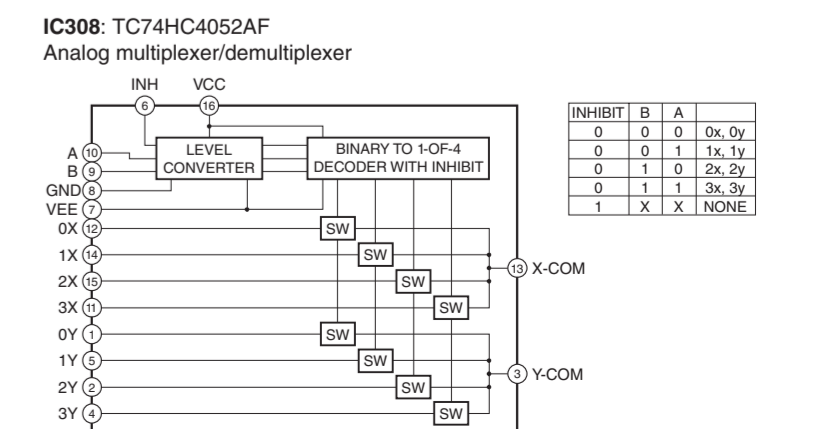 IC308: TC74HC4052AF
Analog multiplexer/demultiplexer
INH VCC
6 16
A 10 LEVEL CONVERTER BINARY TO 1-OF-4 DECODER WITH INHIBIT
B 9
GND 8
VEE 7
0X 12 SW
1X 14 SW
13 X-COM
2X 15 SW
3X 11 SW
0Y 1 SW
1Y 5 SW
3 Y-COM
2Y 2 SW
3Y 4 SW
INHIBIT B A
0 0 0 0x, 0y
0 0 1 1x, 1y
0 1 0 2x, 2y
0 1 1 3x, 3y
1 X X NONE